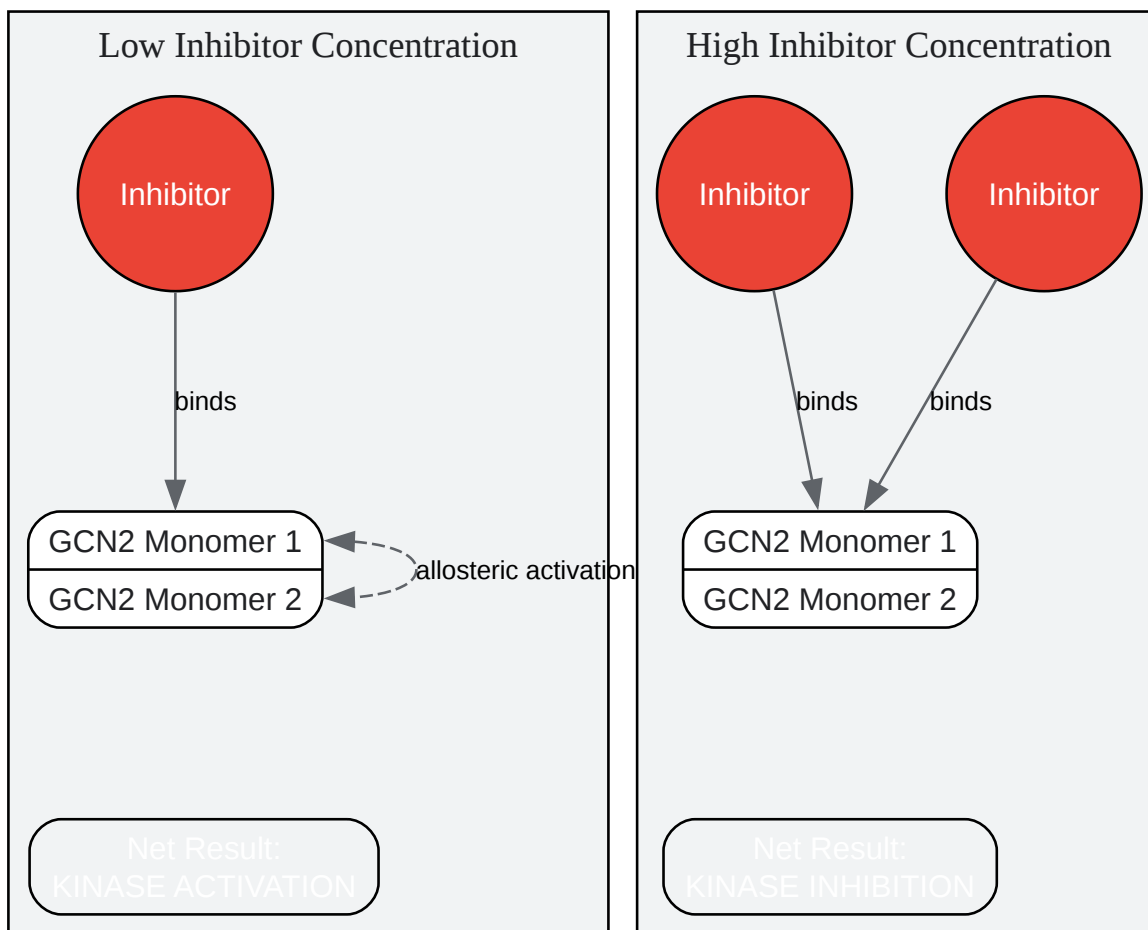 Low Inhibitor Concentration
Inhibitor
binds
GCN2 Monomer 1
GCN2 Monomer 2
allosteric activation
Net Result:
KINASE ACTIVATION
High Inhibitor Concentration
Inhibitor
Inhibitor
binds
binds
GCN2 Monomer 1
GCN2 Monomer 2
Net Result:
KINASE INHIBITION